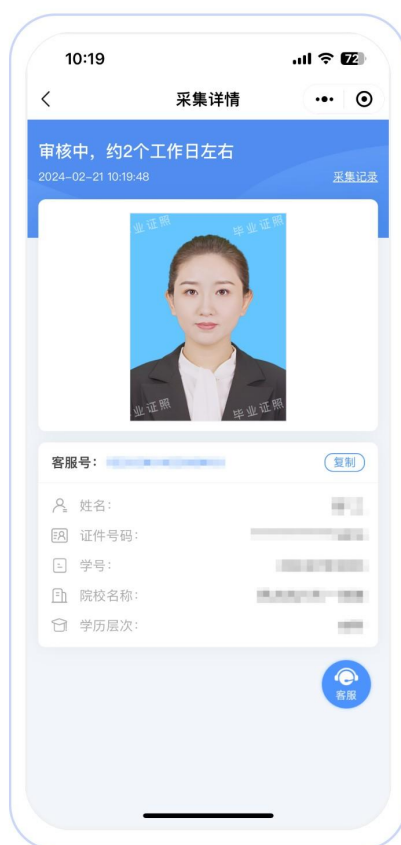 10:19
72
采集详情
审核中，约2个工作日左右
2024-02-21 10:19:48
采集记录
业证照
毕业证照
业证照
毕业证照
客服号：
复制
姓名：
证件号码：
学号：
院校名称：
学历层次：
客服